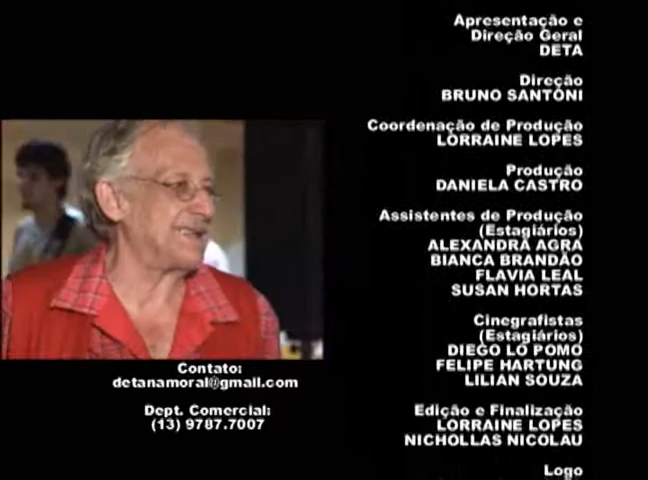 Apresentação e
Direção Geral
DETA
Direção
BRUNO SANTONI
Coordenação de Produção
LORRAINE LOPES
Produção
DANIELA CASTRO
Assistentes de Produção
(Estagiários)
ALEXANDRA AGRA
BIANCA BRANDÃO
FLAVIA LEAL
SUSAN HORTAS
Cinegrafistas
(Estagiários)
DIEGO LO POMO
FELIPE HARTUNG
LILIAN SOUZA
Edição e Finalização
LORRAINE LOPES
NICHOLLAS NICOLAU
Logo
Contato:
detanamoral@gmail.com
Dept. Comercial:
(13) 9787.7007